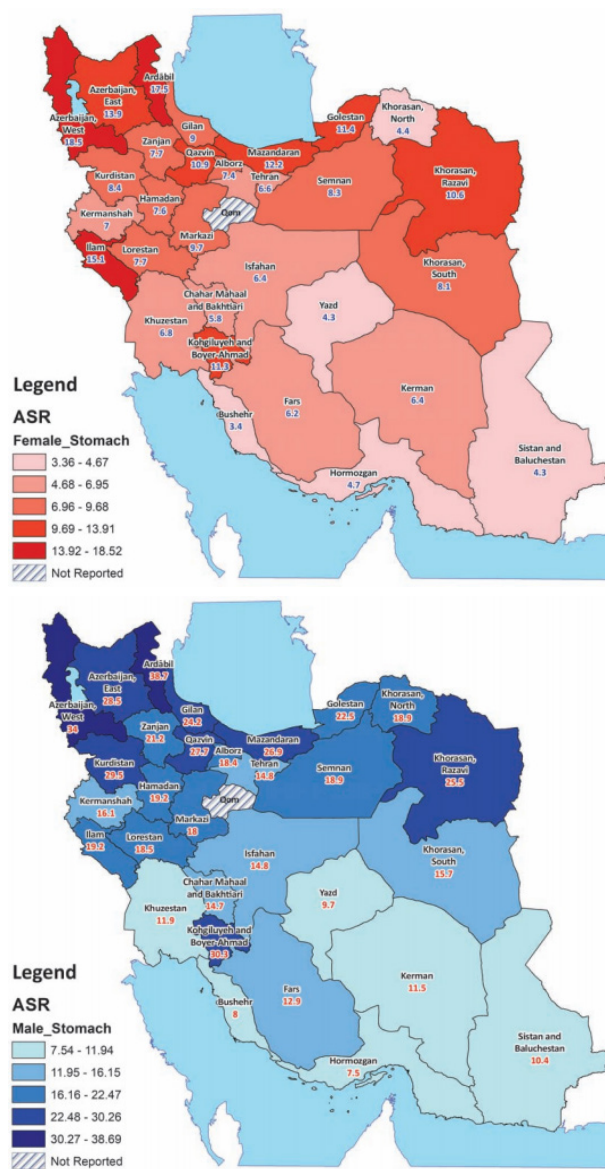 Ardabil
17.5
Azerbaijan,
East
13.9
Azerbaijan,
West
18.5
Gilan
9
Zanjan
7.7
Qazvin
10.9
Mazandaran
12.2
Golestan
11.4
Khorasan,
North
4.4
Alborz
7.4
Tehran
6.6
Kurdistan
8.4
Hamadan
7.6
Semnan
8.3
Khorasan,
Razavi
10.6
Qom
Kermanshah
7
Markazi
9.7
Ilam
15.1
Lorestan
7.7
Isfahan
6.4
Khorasan,
South
8.1
Chahar Mahaal
and Bakhtiari
5.8
Yazd
4.3
Khuzestan
6.8
Kohgiluyeh and
Boyer-Ahmad
11.3
Fars
6.2
Kerman
6.4
Bushehr
3.4
Hormozgan
4.7
Sistan and
Baluchestan
4.3
Legend
ASR
Female_Stomach
3.36 - 4.67
4.68 - 6.95
6.96 - 9.68
9.69 - 13.91
13.92 - 18.52
Not Reported
Ardabil
38.7
Azerbaijan,
East
28.5
Azerbaijan,
West
34
Gilan
24.2
Zanjan
21.2
Qazvin
27.7
Mazandaran
26.9
Golestan
22.5
Khorasan,
North
18.9
Alborz
18.4
Tehran
14.8
Kurdistan
29.5
Hamadan
19.2
Semnan
18.9
Khorasan,
Razavi
25.5
Qom
Kermanshah
16.1
Markazi
18
Ilam
19.2
Lorestan
18.5
Isfahan
14.8
Khorasan,
South
15.7
Chahar Mahaal
and Bakhtiari
14.7
Yazd
9.7
Khuzestan
11.9
Kohgiluyeh and
Boyer-Ahmad
30.3
Fars
12.9
Kerman
11.5
Bushehr
8
Hormozgan
7.5
Sistan and
Baluchestan
10.4
Legend
ASR
Male_Stomach
7.54 - 11.94
11.95 - 16.15
16.16 - 22.47
22.48 - 30.26
30.27 - 38.69
Not Reported